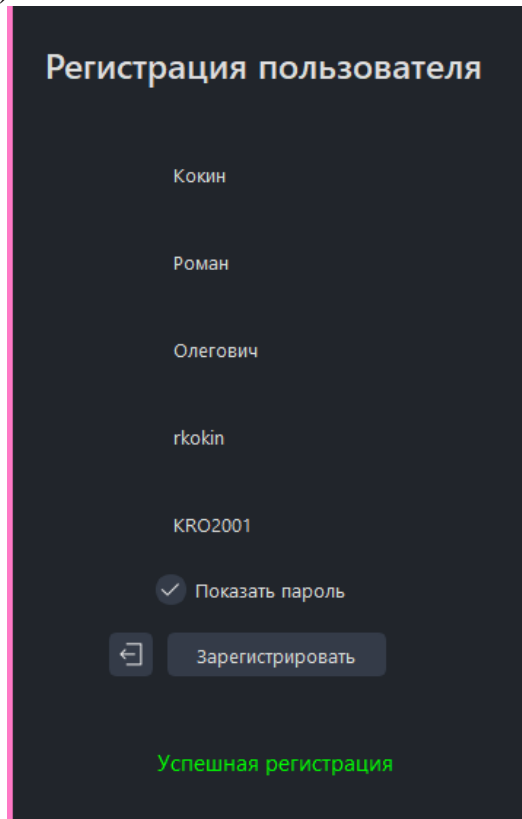 Регистрация пользователя
Кокин
Роман
Олегович
rkokin
KRO2001
Показать пароль
Зарегистрировать
Успешная регистрация